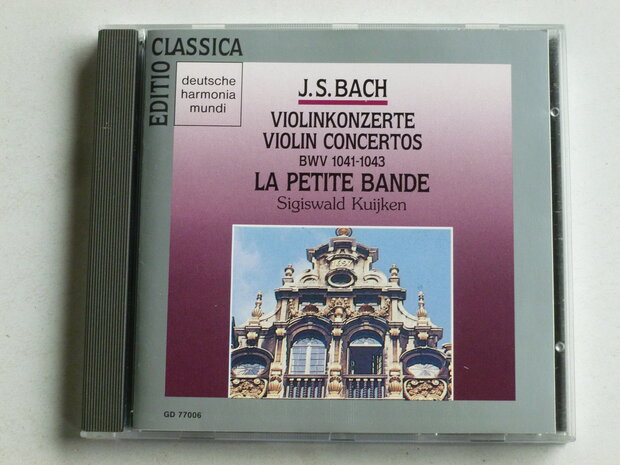 EDITIO CLASSICA
deutsche
harmonia
mundi
J.S.BACH
VIOLINKONZERTE
VIOLIN CONCERTOS
BWV 1041-1043
LA PETITE BANDE
Sigiswald Kuijken
GD 77006